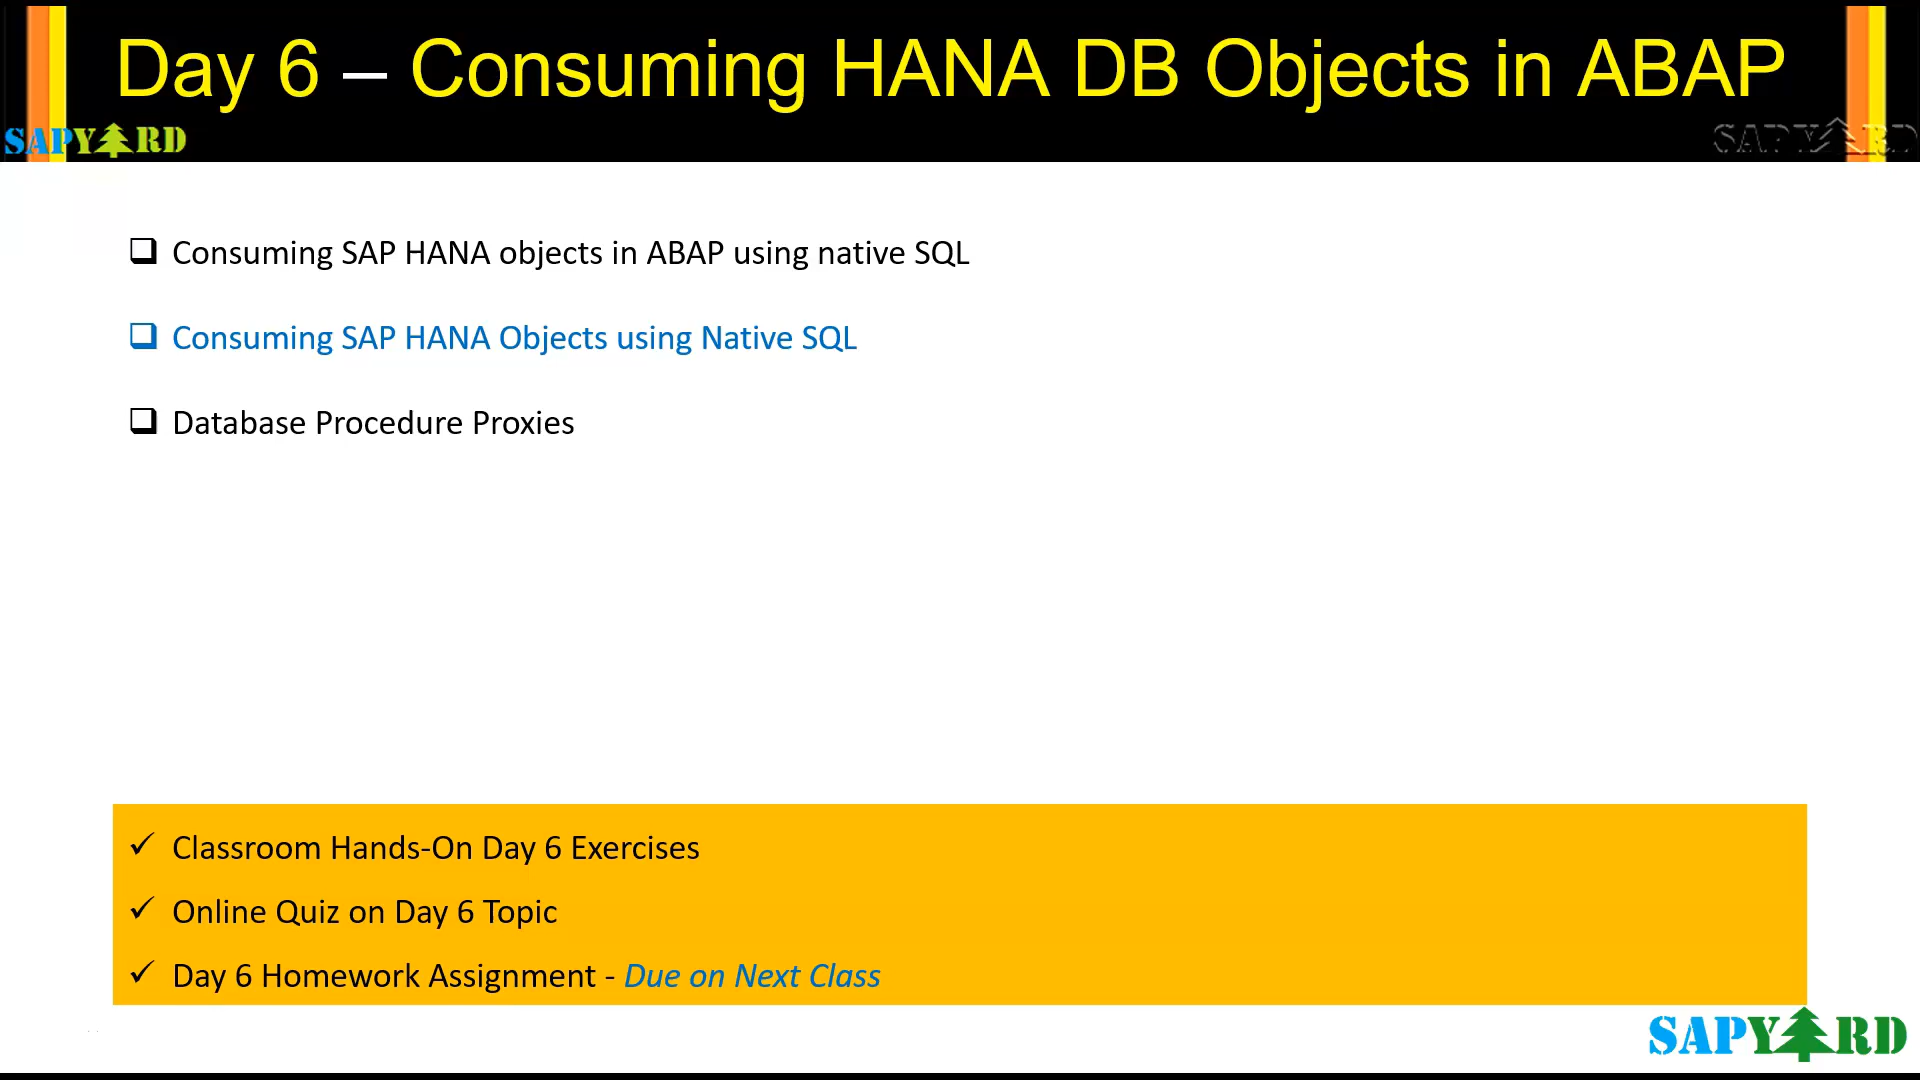 Day 6 – Consuming HANA DB Objects in ABAP
SAPYARD
SAPYARD
Consuming SAP HANA objects in ABAP using native SQL
Consuming SAP HANA Objects using Native SQL
Database Procedure Proxies
Classroom Hands-On Day 6 Exercises
Online Quiz on Day 6 Topic
Day 6 Homework Assignment - Due on Next Class
SAPYARD